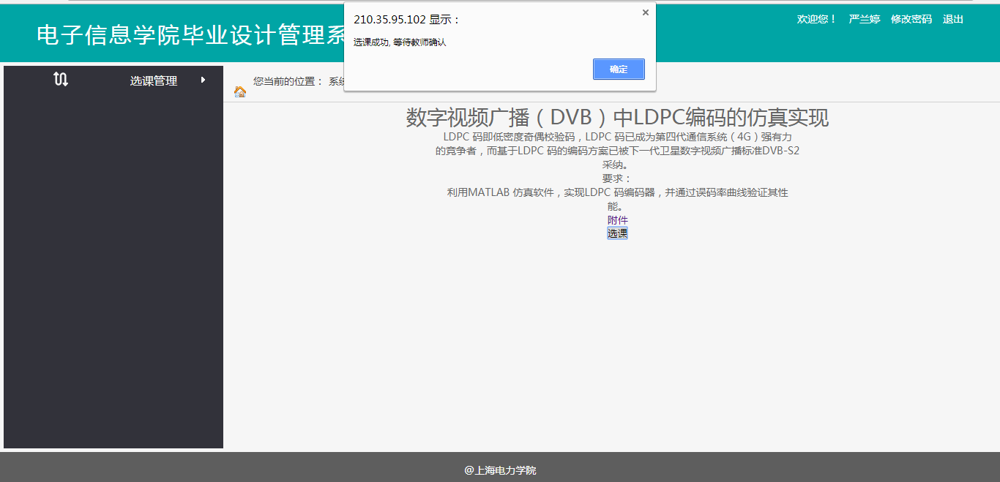 210.35.95.102 显示：
选课成功, 等待教师确认
确定
电子信息学院毕业设计管理系
欢迎您！ 严兰婷 修改密码 退出
选课管理
您当前的位置： 系统
数字视频广播（DVB）中LDPC编码的仿真实现
LDPC 码即低密度奇偶校验码，LDPC 码已成为第四代通信系统（4G）强有力
的竞争者，而基于LDPC 码的编码方案已被下一代卫星数字视频广播标准DVB-S2
采纳。
要求：
利用MATLAB 仿真软件，实现LDPC 码编码器，并通过误码率曲线验证其性
能。
附件
选课
@上海电力学院